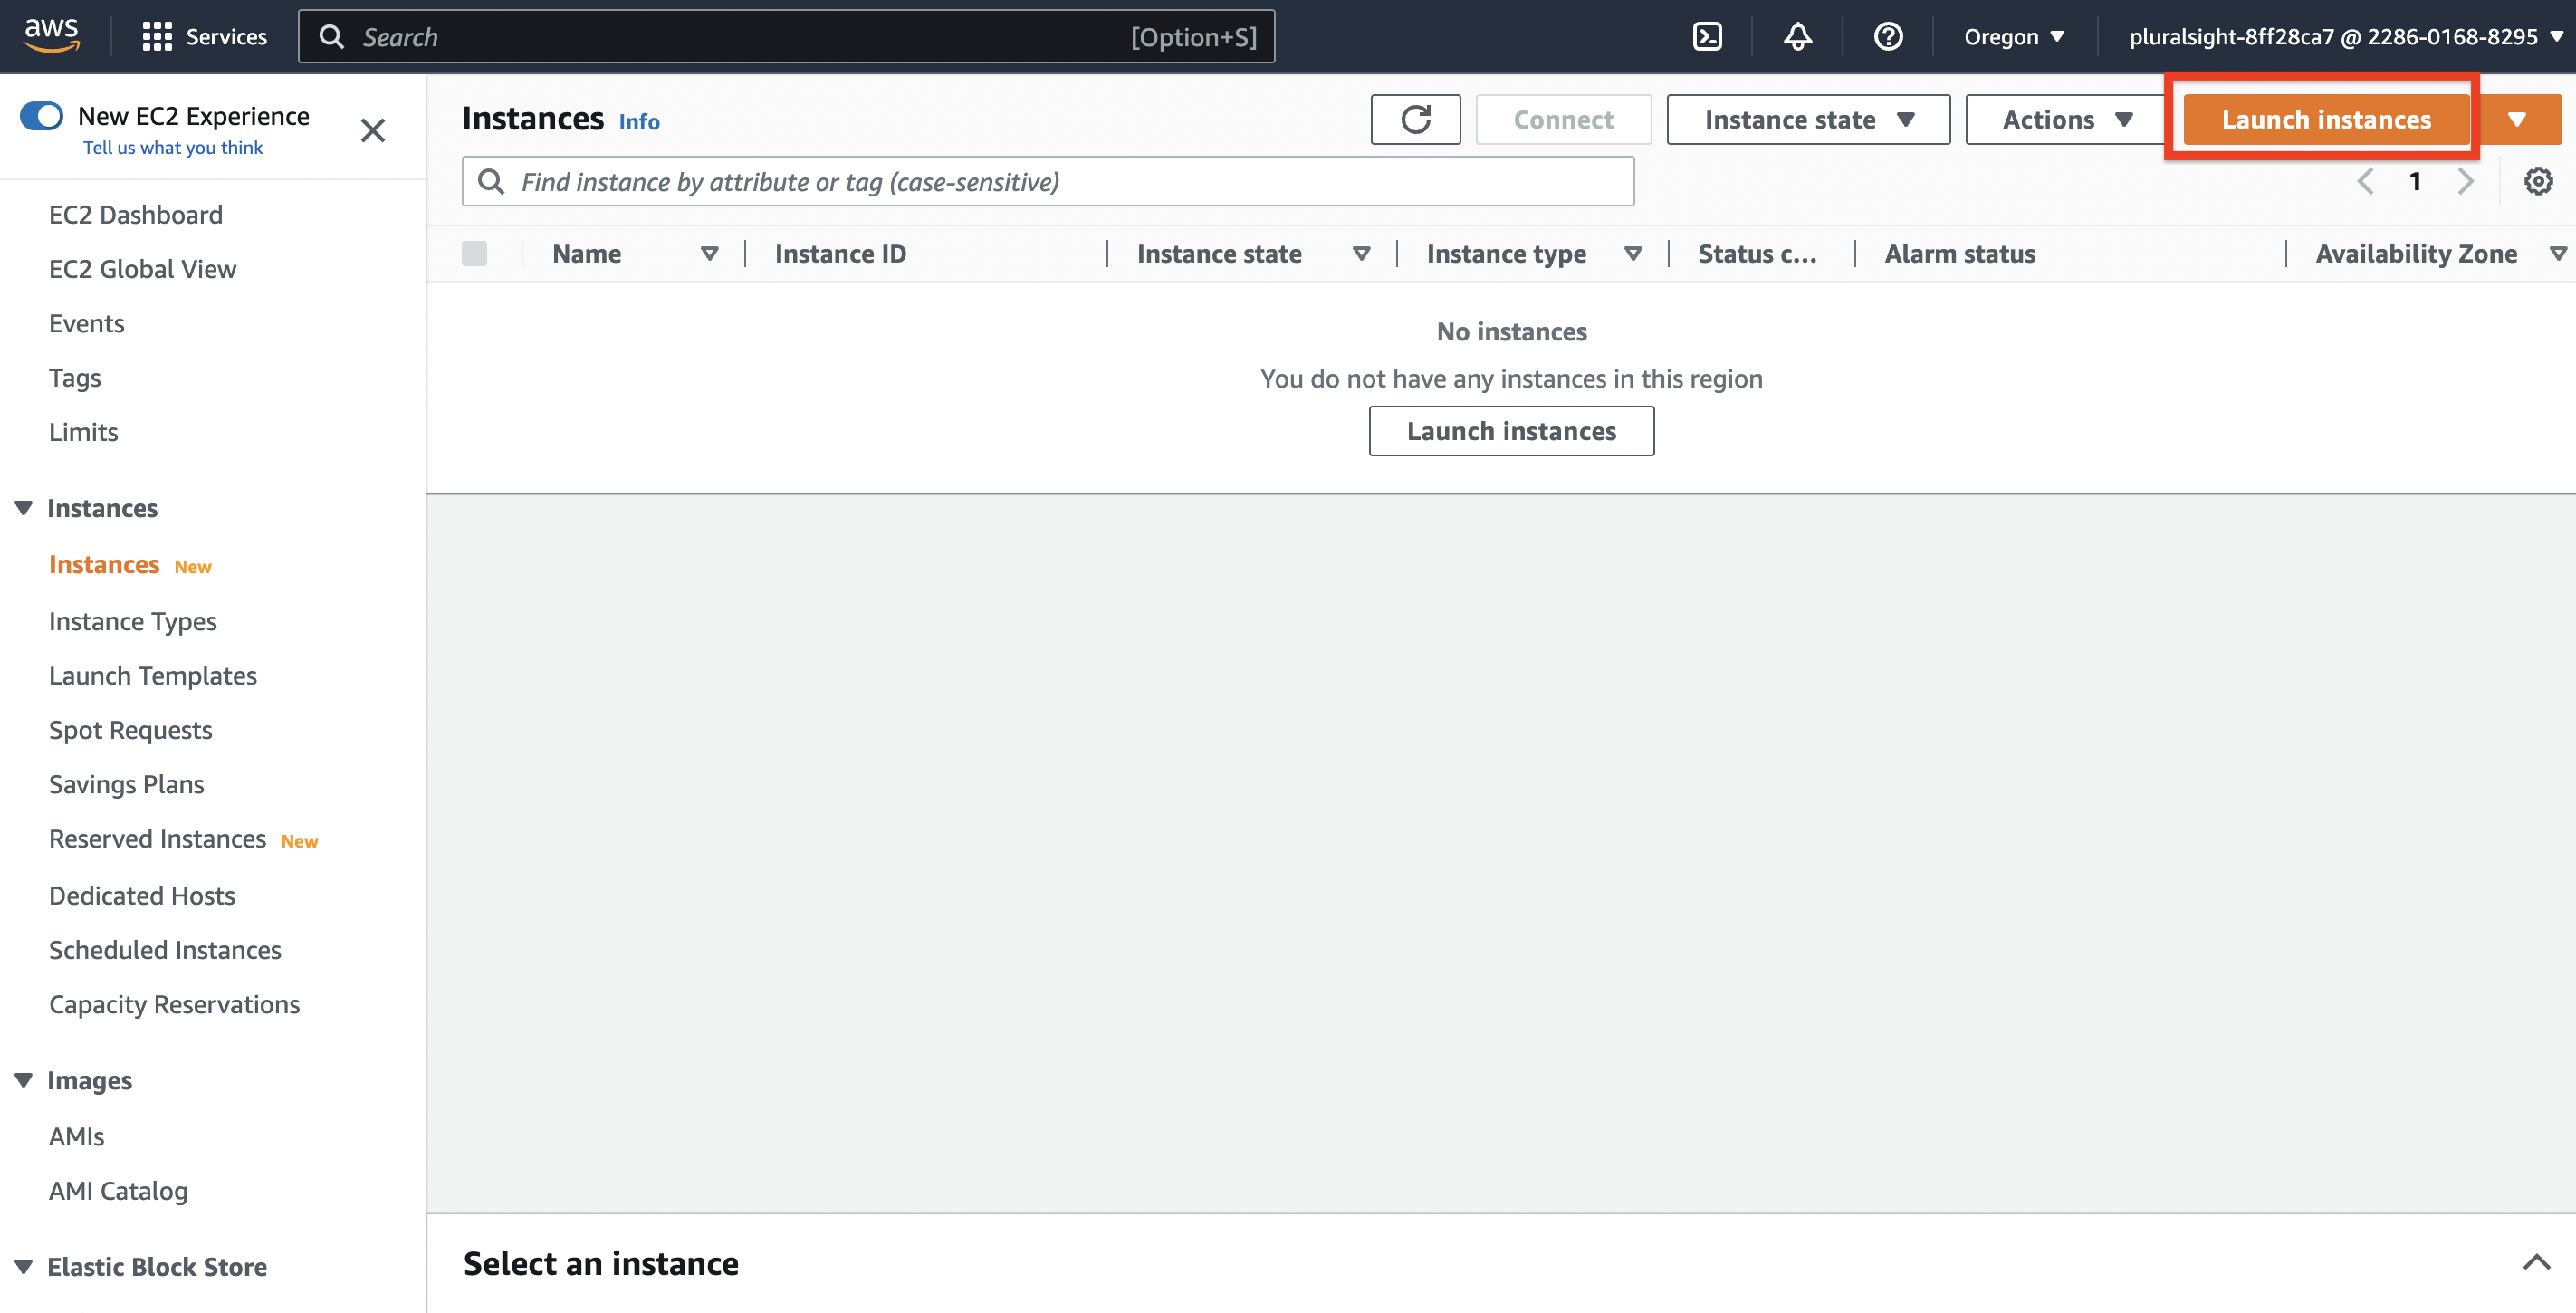 aws
Services
Search [Option+S]
Oregon
pluralsight-8ff28ca7 @ 2286-0168-8295
New EC2 Experience
Tell us what you think
EC2 Dashboard
EC2 Global View
Events
Tags
Limits
Instances
Instances New
Instance Types
Launch Templates
Spot Requests
Savings Plans
Reserved Instances New
Dedicated Hosts
Scheduled Instances
Capacity Reservations
Images
AMIs
AMI Catalog
Elastic Block Store
Instances Info
Connect
Instance state
Actions
Launch instances
Find instance by attribute or tag (case-sensitive)
1
Name Instance ID Instance state Instance type Status c... Alarm status Availability Zone
No instances
You do not have any instances in this region
Launch instances
Select an instance